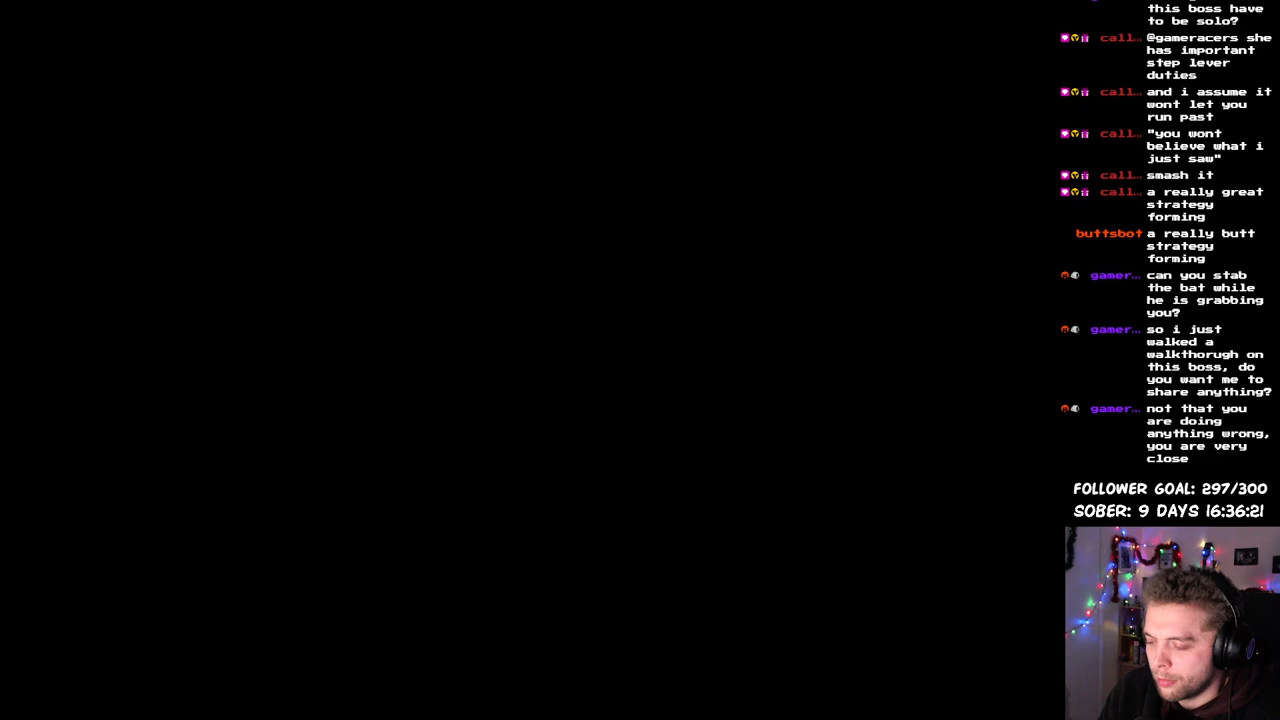 this boss have
to be solo?
call... @gameracers she
has important
step lever
duties
call... and i assume it
wont let you
run past
call... "you wont
believe what i
just saw"
call... smash it
call... a really great
strategy
forming
buttsbot a really butt
strategy
forming
gamer... can you stab
the bat while
he is grabbing
you?
gamer... so i just
walked a
walkthorugh on
this boss, do
you want me to
share anything?
gamer... not that you
are doing
anything wrong,
you are very
close
FOLLOWER GOAL: 297/300
SOBER: 9 DAYS 16:36:21